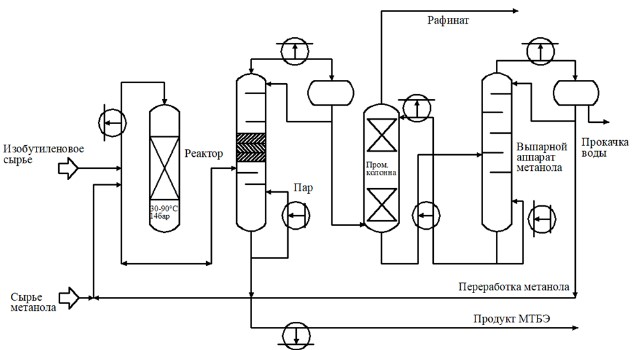 Рафинат
Изобутиленовое
сырье
Реактор
30-90°С
14бар
Пар
Пром.
колонна
Выпарной
аппарат
метанола
Прокачка
воды
Сырье
метанола
Переработка метанола
Продукт МТБЭ